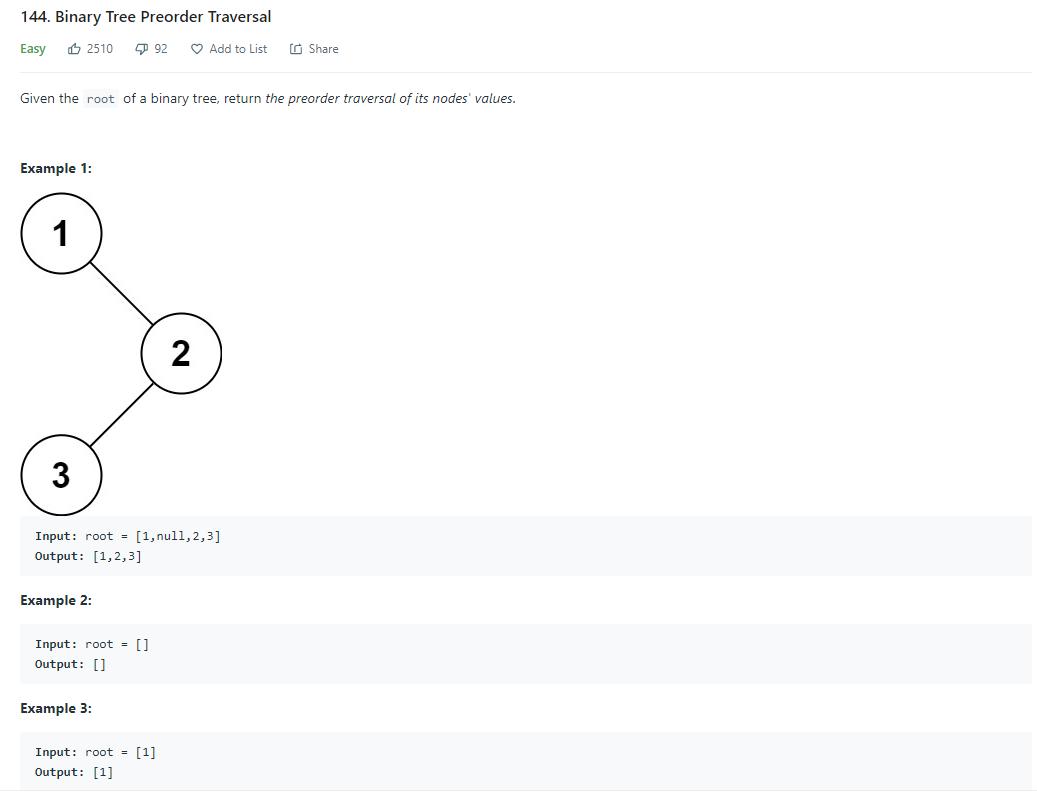 144. Binary Tree Preorder Traversal
Easy 2510 92 Add to List Share
Given the root of a binary tree, return the preorder traversal of its nodes' values.
Example 1:
1
2
3
Input: root = [1,null,2,3]
Output: [1,2,3]
Example 2:
Input: root = []
Output: []
Example 3:
Input: root = [1]
Output: [1]